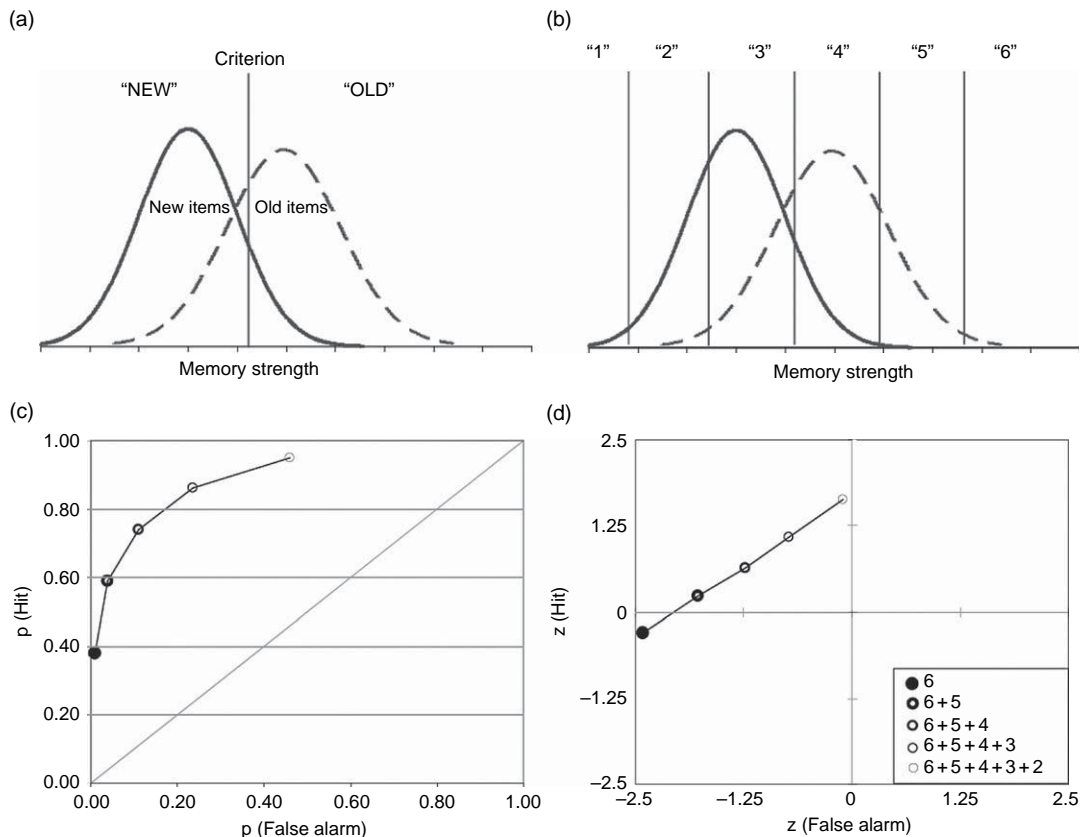 (a)
Criterion
“NEW”
“OLD”
New items
Old items
Memory strength
(b)
“1” “2” “3” “4” “5” “6”
Memory strength
(c)
1.00
0.80
0.60
0.40
0.20
0.00
p (Hit)
0.00 0.20 0.40 0.60 0.80 1.00
p (False alarm)
(d)
2.5
1.25
0
–1.25
–2.5
z (Hit)
–2.5 –1.25 0 1.25 2.5
z (False alarm)
6
6+5
6+5+4
6+5+4+3
6+5+4+3+2